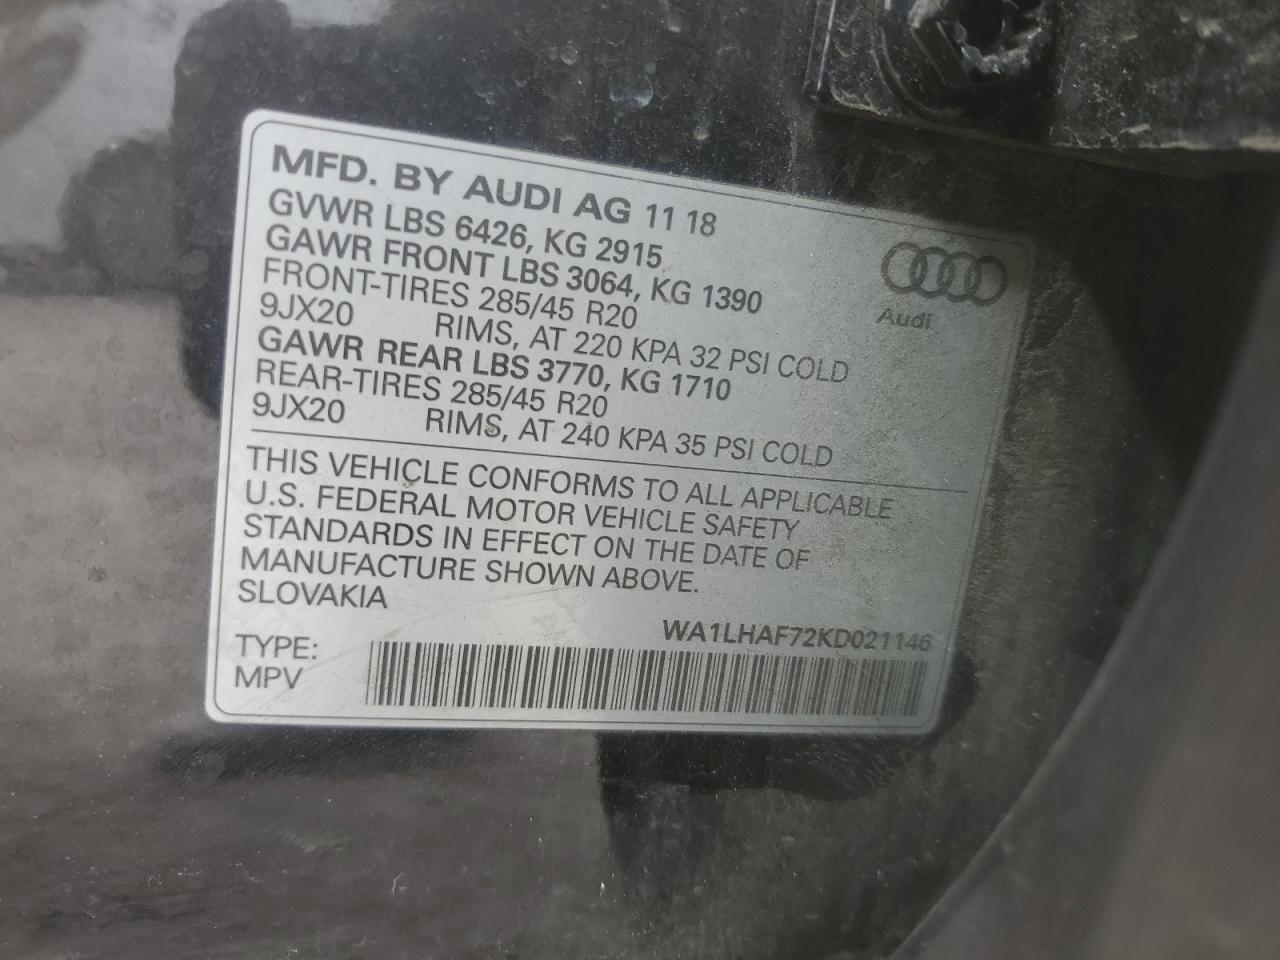 MFD. BY AUDI AG 11 18
GVWR LBS 6426, KG 2915
GAWR FRONT LBS 3064, KG 1390
FRONT-TIRES 285/45 R20
9JX20 RIMS, AT 220 KPA 32 PSI COLD
GAWR REAR LBS 3770, KG 1710
REAR-TIRES 285/45 R20
9JX20 RIMS, AT 240 KPA 35 PSI COLD
Audi
THIS VEHICLE CONFORMS TO ALL APPLICABLE
U.S. FEDERAL MOTOR VEHICLE SAFETY
STANDARDS IN EFFECT ON THE DATE OF
MANUFACTURE SHOWN ABOVE.
SLOVAKIA
WA1LHAF72KD021146
TYPE:
MPV